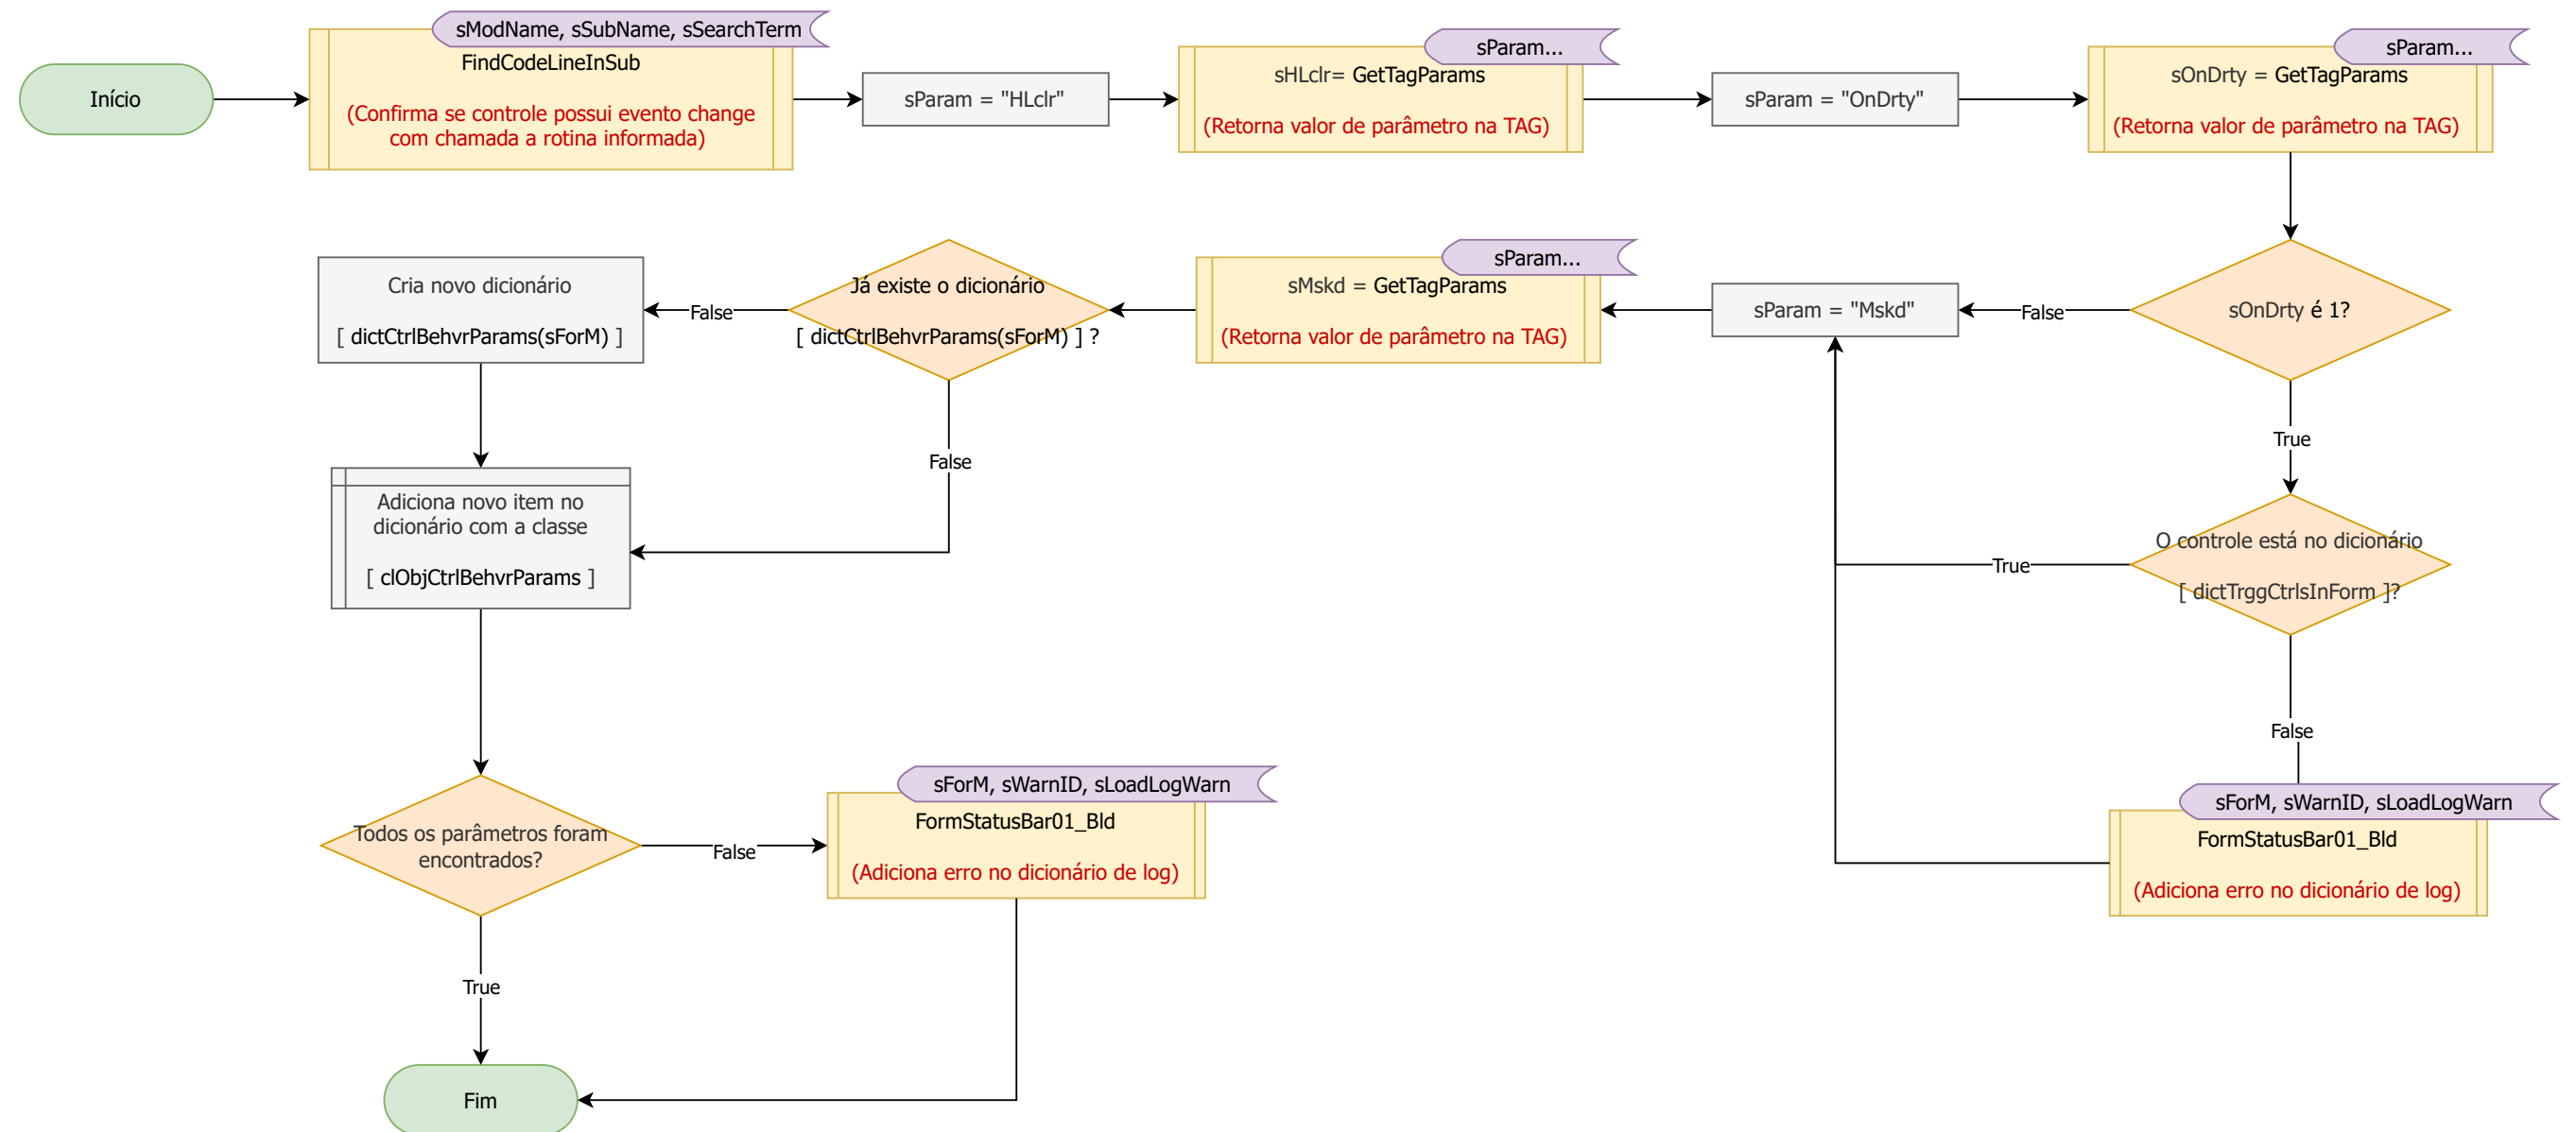 Início
sModName, sSubName, sSearchTerm
FindCodeLineInSub
(Confirma se controle possui evento change
com chamada a rotina informada)
sParam = "HLclr"
sParam...
sHLclr= GetTagParams
(Retorna valor de parâmetro na TAG)
sParam = "OnDrty"
sParam...
sOnDrty = GetTagParams
(Retorna valor de parâmetro na TAG)
sOnDrty é 1?
False
True
sParam = "Mskd"
sParam...
sMskd = GetTagParams
(Retorna valor de parâmetro na TAG)
Já existe o dicionário
[ dictCtrlBehvrParams(sForM) ] ?
False
False
Cria novo dicionário
[ dictCtrlBehvrParams(sForM) ]
Adiciona novo item no
dicionário com a classe
[ clObjCtrlBehvrParams ]
O controle está no dicionário
[ dictTrggCtrlsInForm ]?
True
False
sForM, sWarnID, sLoadLogWarn
FormStatusBar01_Bld
(Adiciona erro no dicionário de log)
Todos os parâmetros foram
encontrados?
False
True
sForM, sWarnID, sLoadLogWarn
FormStatusBar01_Bld
(Adiciona erro no dicionário de log)
Fim